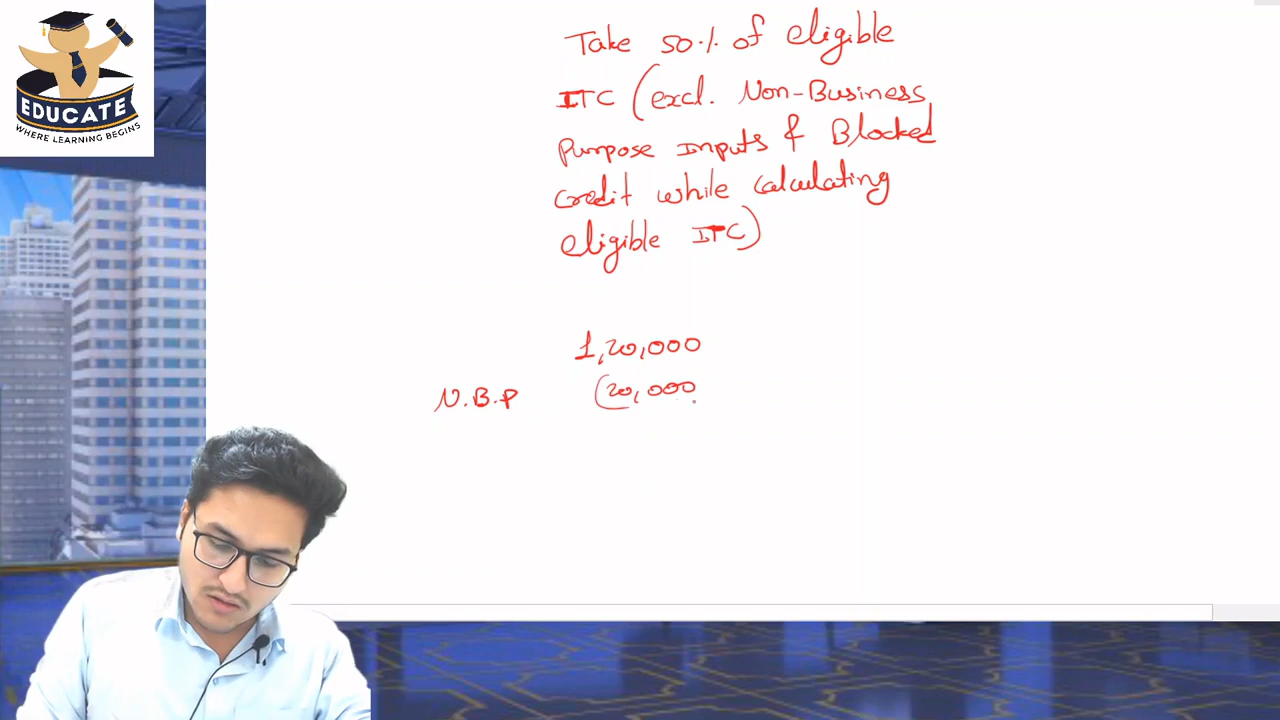 EDUCATE
WHERE LEARNING BEGINS
Take 50% of eligible
ITC (excl. Non-Business
Purpose Inputs & Blocked
credit while calculating
eligible ITC)
1,20,000
N.B.P (20,000